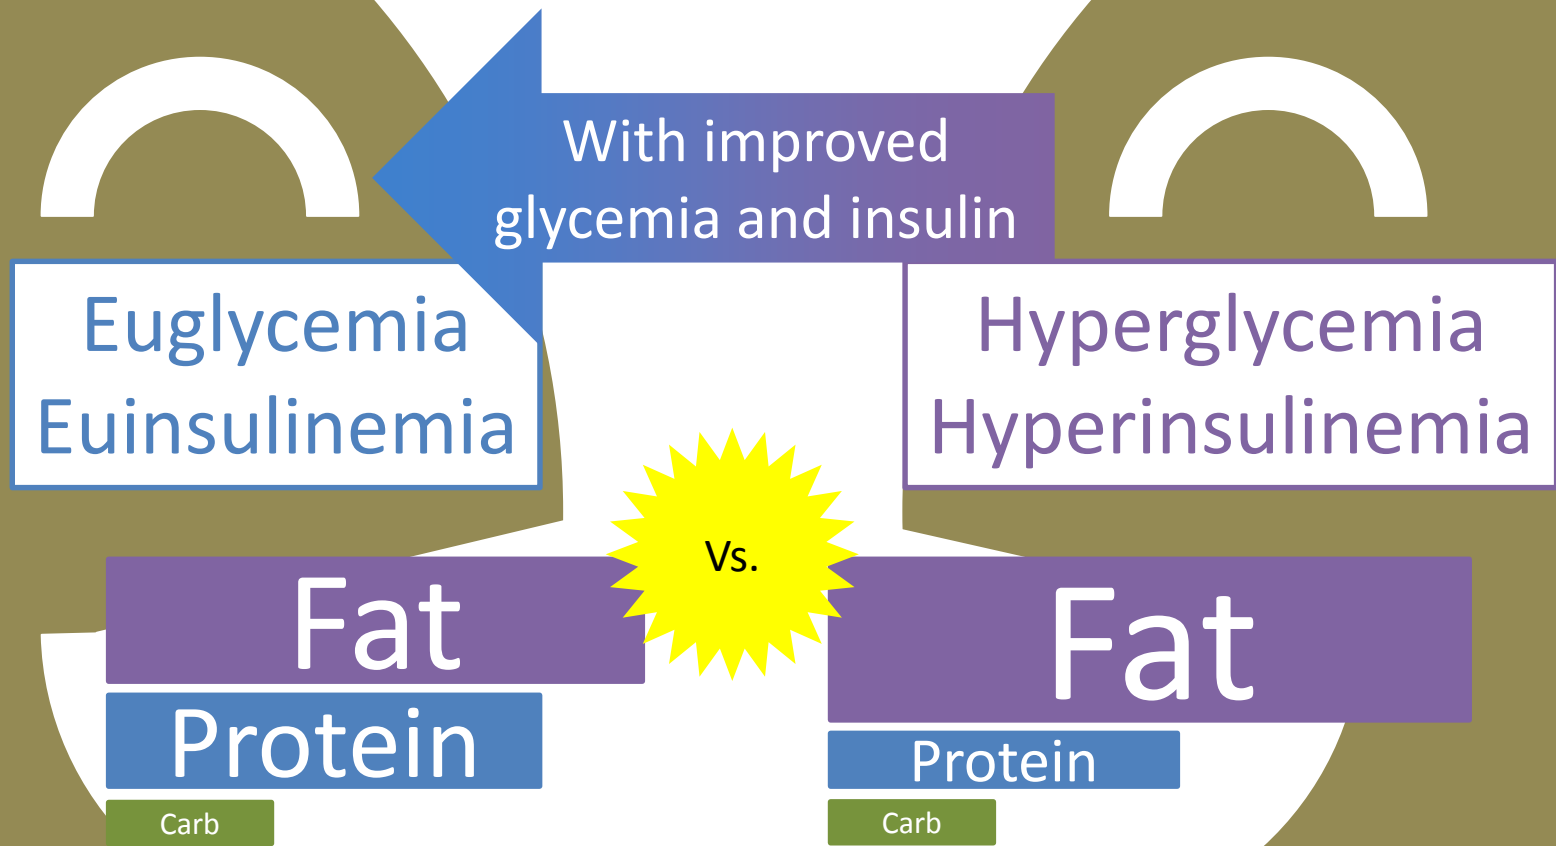 With improved
glycemia and insulin
Euglycemia
Euinsulinemia
Hyperglycemia
Hyperinsulinemia
Vs.
Fat
Protein
Carb
Fat
Protein
Carb